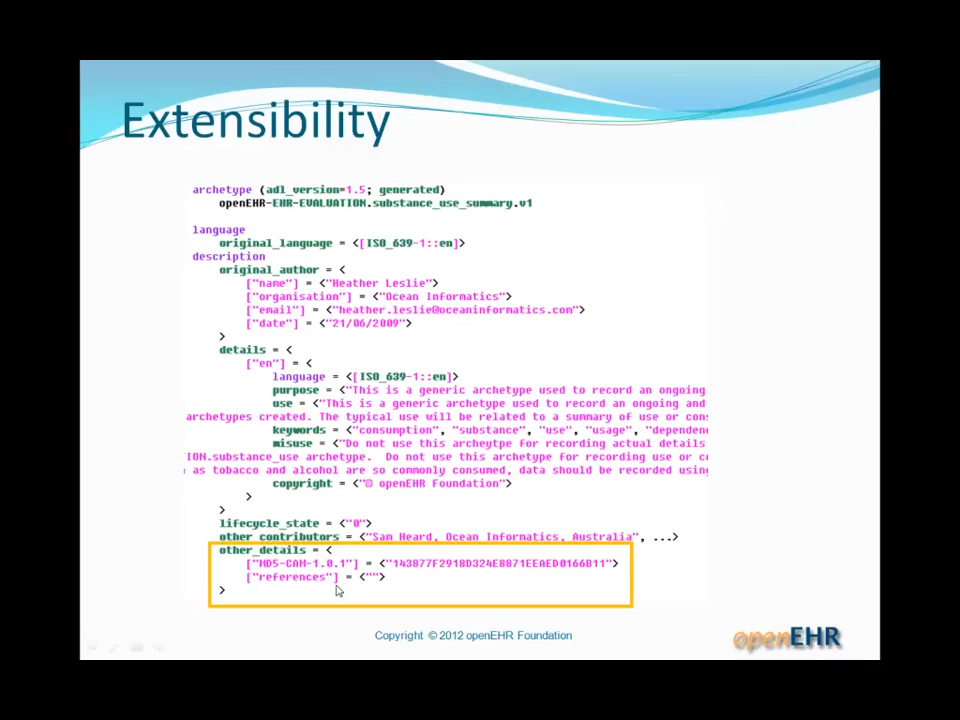 Extensibility
archetype (adl_version=1.5; generated)
openEHR-EHR-EVALUATION.substance_use_summary.v1
language
original_language = <[ISO_639-1::en]>
description
original_author = <
["name"] = <"Heather Leslie">
["organisation"] = <"Ocean Informatics">
["email"] = <"heather.leslie@oceaninformatics.com">
["date"] = <"21/06/2009">
>
details = <
["en"] = <
language = <[ISO_639-1::en]>
purpose = <"This is a generic archetype used to record an ongoing
use = <"This is a generic archetype used to record an ongoing and
archetypes created. The typical use will be related to a summary of use or cons
keywords = <"consumption", "substance", "use", "usage", "dependenc
misuse = <"Do not use this archeytpe for recording actual details
ION.substance_use archetype.  Do not use this archetype for recording use or co
as tobacco and alcohol are so commonly consumed, data should be recorded using
copyright = <"© openEHR Foundation">
>
>
lifecycle_state = <"0">
other_contributors = <"Sam Heard, Ocean Informatics, Australia", ...>
other_details = <
["MD5-CAM-1.0.1"] = <"143877F2918D324E8871EEAED0166B11">
["references"] = <"">
>
Copyright © 2012 openEHR Foundation
openEHR